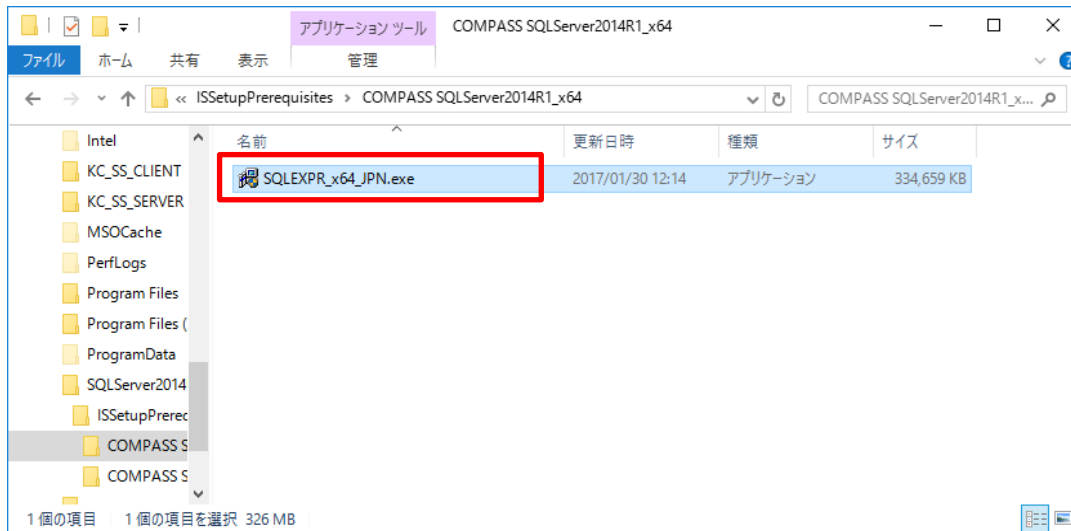 アプリケーション ツール
COMPASS SQLServer2014R1_x64
ファイル
ホーム
共有
表示
管理
« ISSetupPrerequisites › COMPASS SQLServer2014R1_x64
COMPASS SQLServer2014R1_x...
Intel
KC_SS_CLIENT
KC_SS_SERVER
MSOCache
PerfLogs
Program Files
Program Files (
ProgramData
SQLServer2014
ISSetupPrereq
COMPASS S
COMPASS S
名前
更新日時
種類
サイズ
SQLEXPR_x64_JPN.exe
2017/01/30 12:14
アプリケーション
334,659 KB
1 個の項目
1 個の項目を選択 326 MB